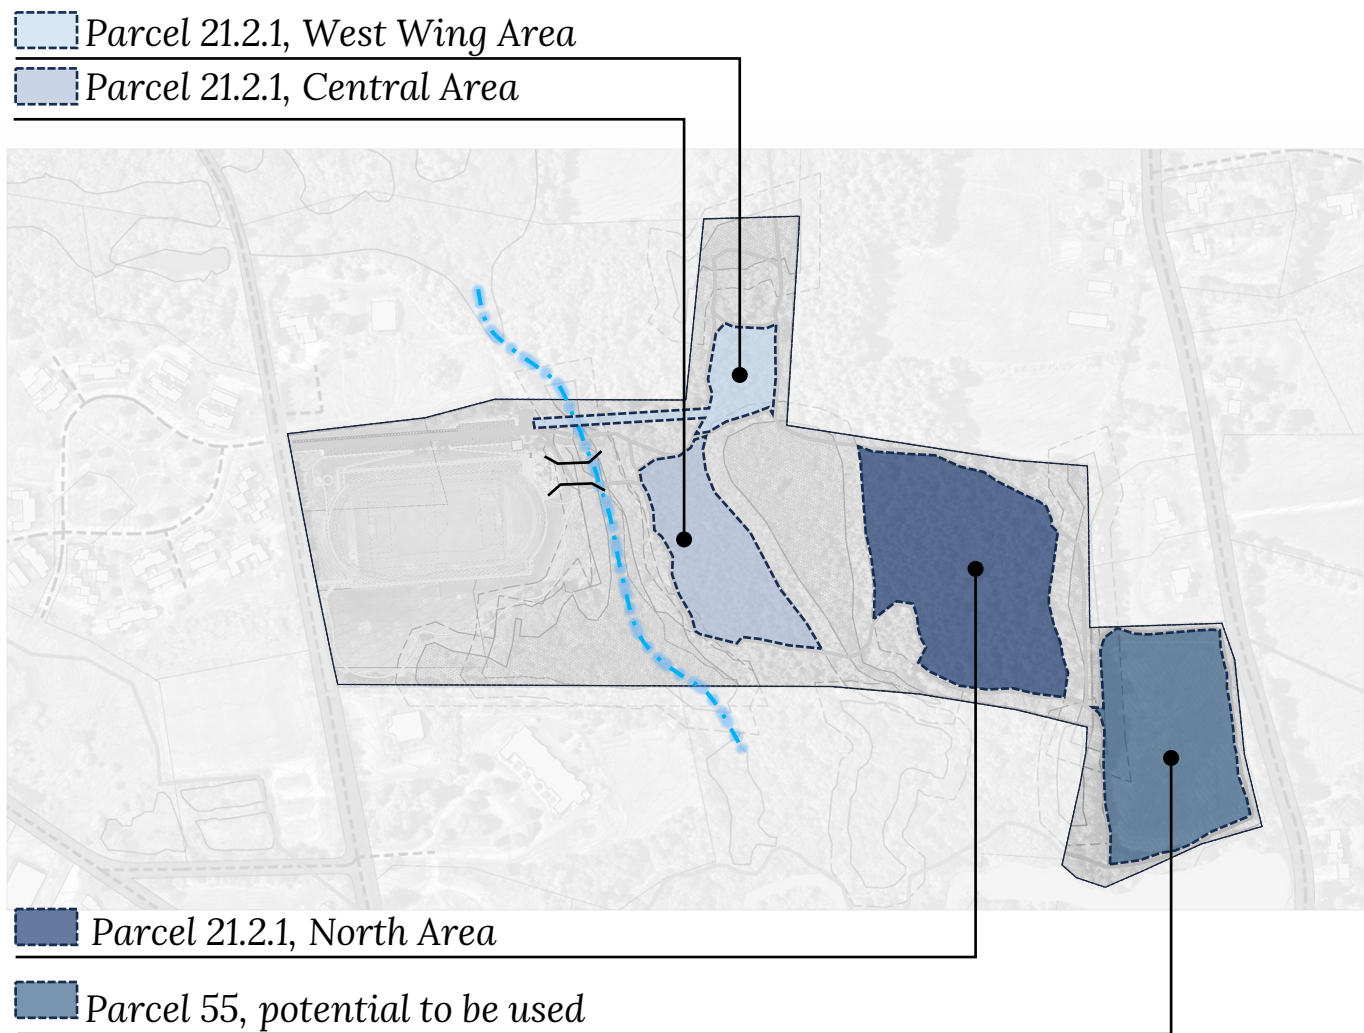 Parcel 21.2.1, West Wing Area
Parcel 21.2.1, Central Area
Parcel 21.2.1, North Area
Parcel 55, potential to be used